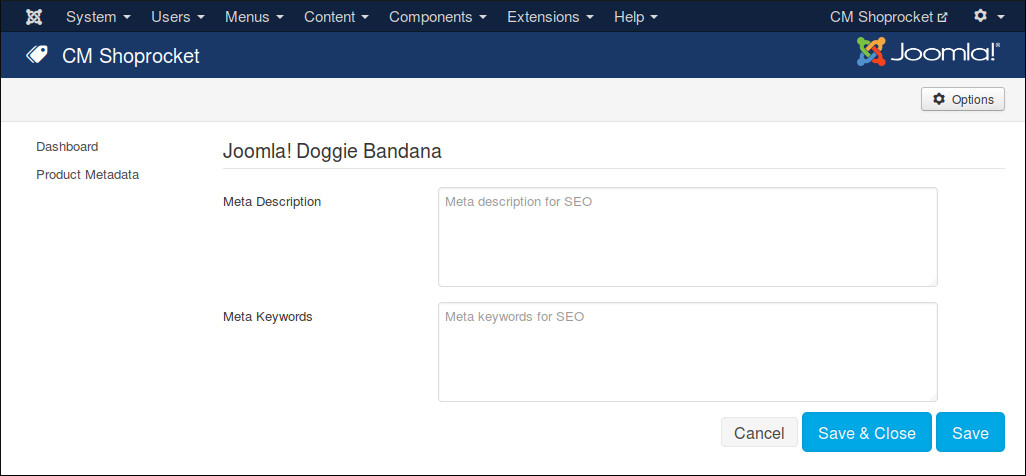 System Users Menus Content Components Extensions Help CM Shoprocket
CM Shoprocket Joomla!®
Options
Dashboard
Product Metadata
Joomla! Doggie Bandana
Meta Description
Meta description for SEO
Meta Keywords
Meta keywords for SEO
Cancel Save & Close Save